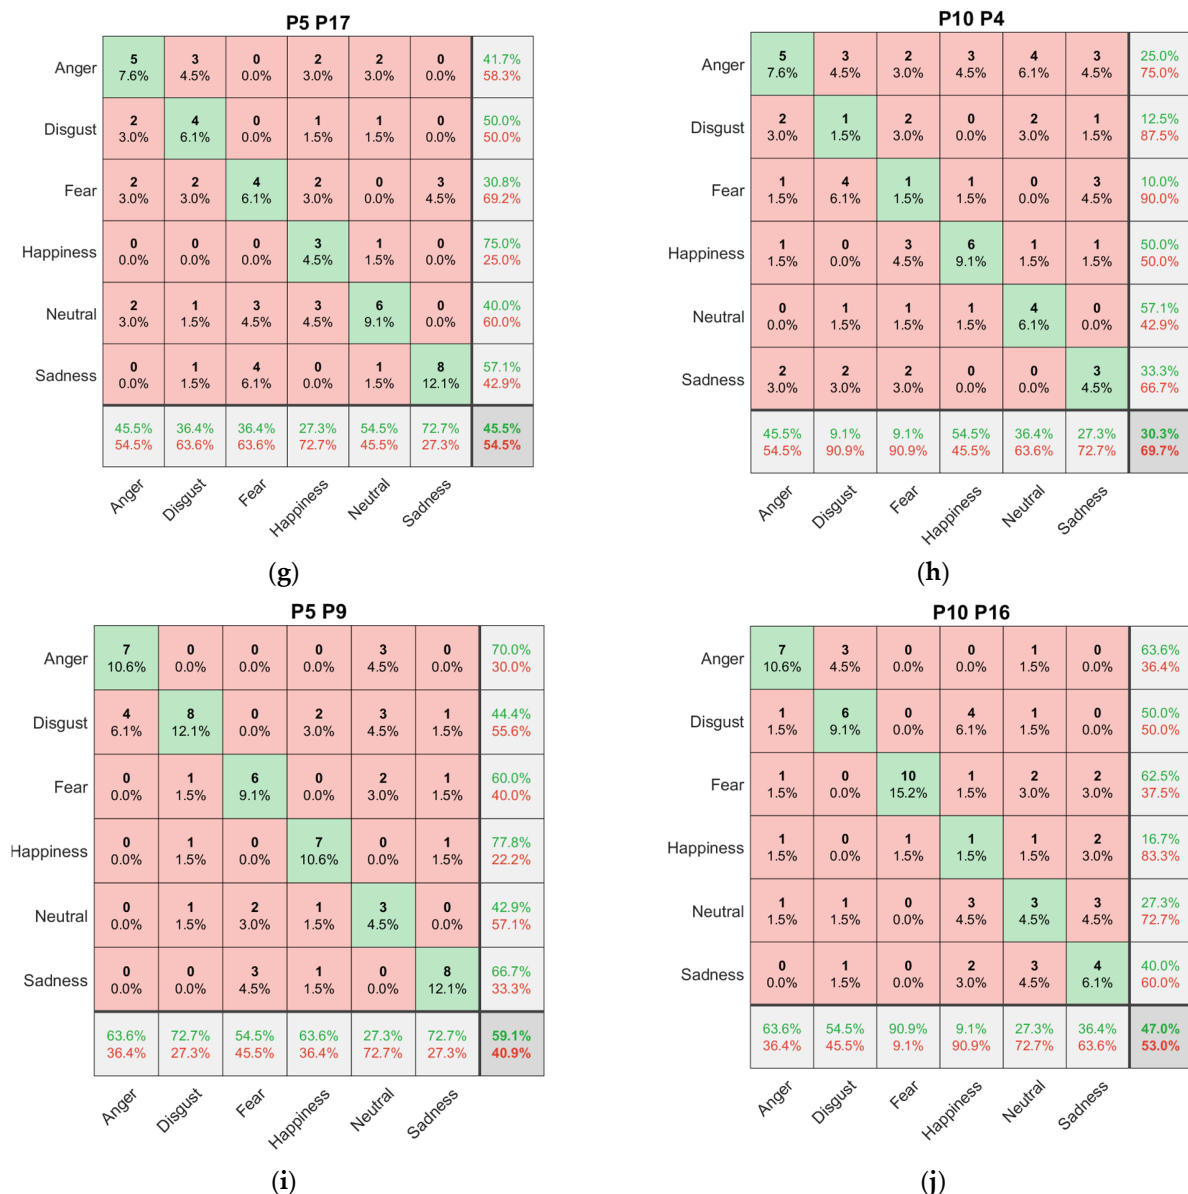 P5 P17
Anger 5 3 0 2 2 0 41.7%
7.6% 4.5% 0.0% 3.0% 3.0% 0.0% 58.3%
Disgust 2 4 0 1 1 0 50.0%
3.0% 6.1% 0.0% 1.5% 1.5% 0.0% 50.0%
Fear 2 2 4 2 0 3 30.8%
3.0% 3.0% 6.1% 3.0% 0.0% 4.5% 69.2%
Happiness 0 0 0 3 1 0 75.0%
0.0% 0.0% 0.0% 4.5% 1.5% 0.0% 25.0%
Neutral 2 1 3 3 6 0 40.0%
3.0% 1.5% 4.5% 4.5% 9.1% 0.0% 60.0%
Sadness 0 1 4 0 1 8 57.1%
0.0% 1.5% 6.1% 0.0% 1.5% 12.1% 42.9%
45.5% 36.4% 36.4% 27.3% 54.5% 72.7% 45.5%
54.5% 63.6% 63.6% 72.7% 45.5% 27.3% 54.5%
Anger Disgust Fear Happiness Neutral Sadness
(g)
P10 P4
Anger 5 3 2 3 4 3 25.0%
7.6% 4.5% 3.0% 4.5% 6.1% 4.5% 75.0%
Disgust 2 1 2 0 2 1 12.5%
3.0% 1.5% 3.0% 0.0% 3.0% 1.5% 87.5%
Fear 1 4 1 1 0 3 10.0%
1.5% 6.1% 1.5% 1.5% 0.0% 4.5% 90.0%
Happiness 1 0 3 6 1 1 50.0%
1.5% 0.0% 4.5% 9.1% 1.5% 1.5% 50.0%
Neutral 0 1 1 1 4 0 57.1%
0.0% 1.5% 1.5% 1.5% 6.1% 0.0% 42.9%
Sadness 2 2 2 0 0 3 33.3%
3.0% 3.0% 3.0% 0.0% 0.0% 4.5% 66.7%
45.5% 9.1% 9.1% 54.5% 36.4% 27.3% 30.3%
54.5% 90.9% 90.9% 45.5% 63.6% 72.7% 69.7%
Anger Disgust Fear Happiness Neutral Sadness
(h)
P5 P9
Anger 7 0 0 0 3 0 70.0%
10.6% 0.0% 0.0% 0.0% 4.5% 0.0% 30.0%
Disgust 4 8 0 2 3 1 44.4%
6.1% 12.1% 0.0% 3.0% 4.5% 1.5% 55.6%
Fear 0 1 6 0 2 1 60.0%
0.0% 1.5% 9.1% 0.0% 3.0% 1.5% 40.0%
Happiness 0 1 0 7 0 1 77.8%
0.0% 1.5% 0.0% 10.6% 0.0% 1.5% 22.2%
Neutral 0 1 2 1 3 0 42.9%
0.0% 1.5% 3.0% 1.5% 4.5% 0.0% 57.1%
Sadness 0 0 3 1 0 8 66.7%
0.0% 0.0% 4.5% 1.5% 0.0% 12.1% 33.3%
63.6% 72.7% 54.5% 63.6% 27.3% 72.7% 59.1%
36.4% 27.3% 45.5% 36.4% 72.7% 27.3% 40.9%
Anger Disgust Fear Happiness Neutral Sadness
(i)
P10 P16
Anger 7 3 0 0 1 0 63.6%
10.6% 4.5% 0.0% 0.0% 1.5% 0.0% 36.4%
Disgust 1 6 0 4 1 0 50.0%
1.5% 9.1% 0.0% 6.1% 1.5% 0.0% 50.0%
Fear 1 0 10 1 2 2 62.5%
1.5% 0.0% 15.2% 1.5% 3.0% 3.0% 37.5%
Happiness 1 0 1 1 1 2 16.7%
1.5% 0.0% 1.5% 1.5% 1.5% 3.0% 83.3%
Neutral 1 1 0 3 3 3 27.3%
1.5% 1.5% 0.0% 4.5% 4.5% 4.5% 72.7%
Sadness 0 1 0 2 3 4 40.0%
0.0% 1.5% 0.0% 3.0% 4.5% 6.1% 60.0%
63.6% 54.5% 90.9% 9.1% 27.3% 36.4% 47.0%
36.4% 45.5% 9.1% 90.9% 72.7% 63.6% 53.0%
Anger Disgust Fear Happiness Neutral Sadness
(j)